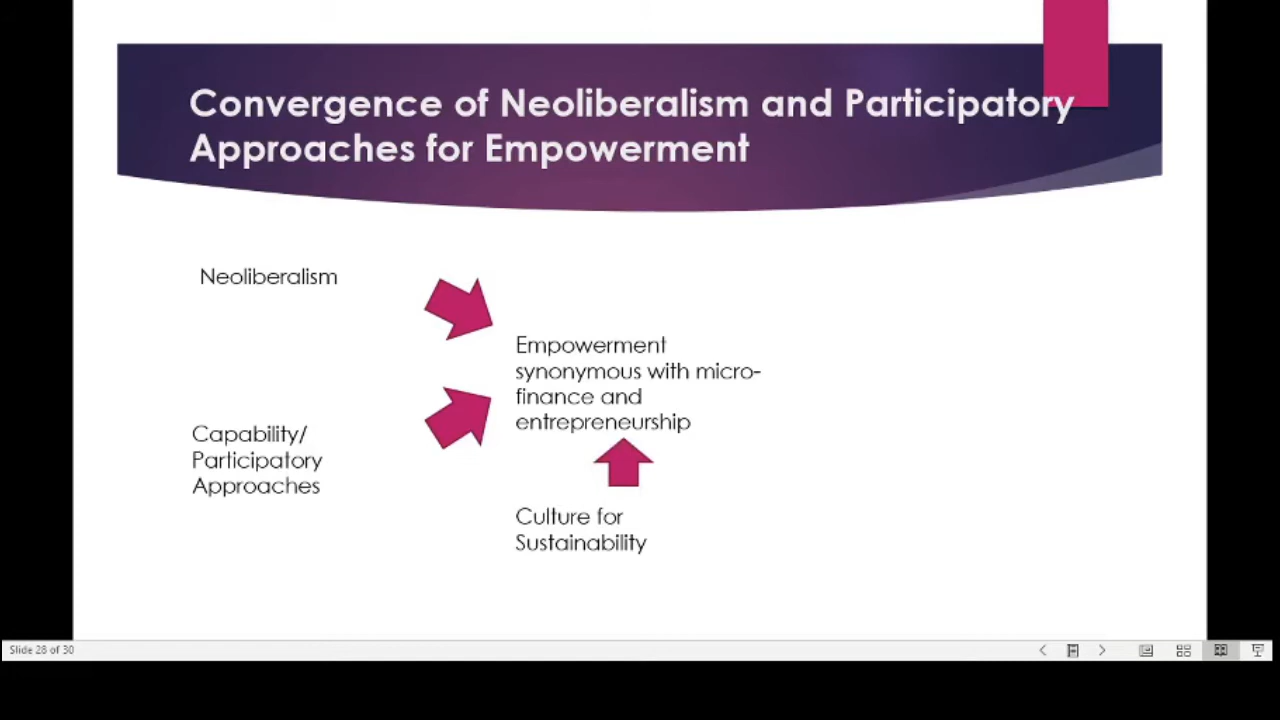 Convergence of Neoliberalism and Participatory
Approaches for Empowerment
Neoliberalism
Empowerment
synonymous with micro-
finance and
entrepreneurship
Capability/
Participatory
Approaches
Culture for
Sustainability
Slide 28 of 30